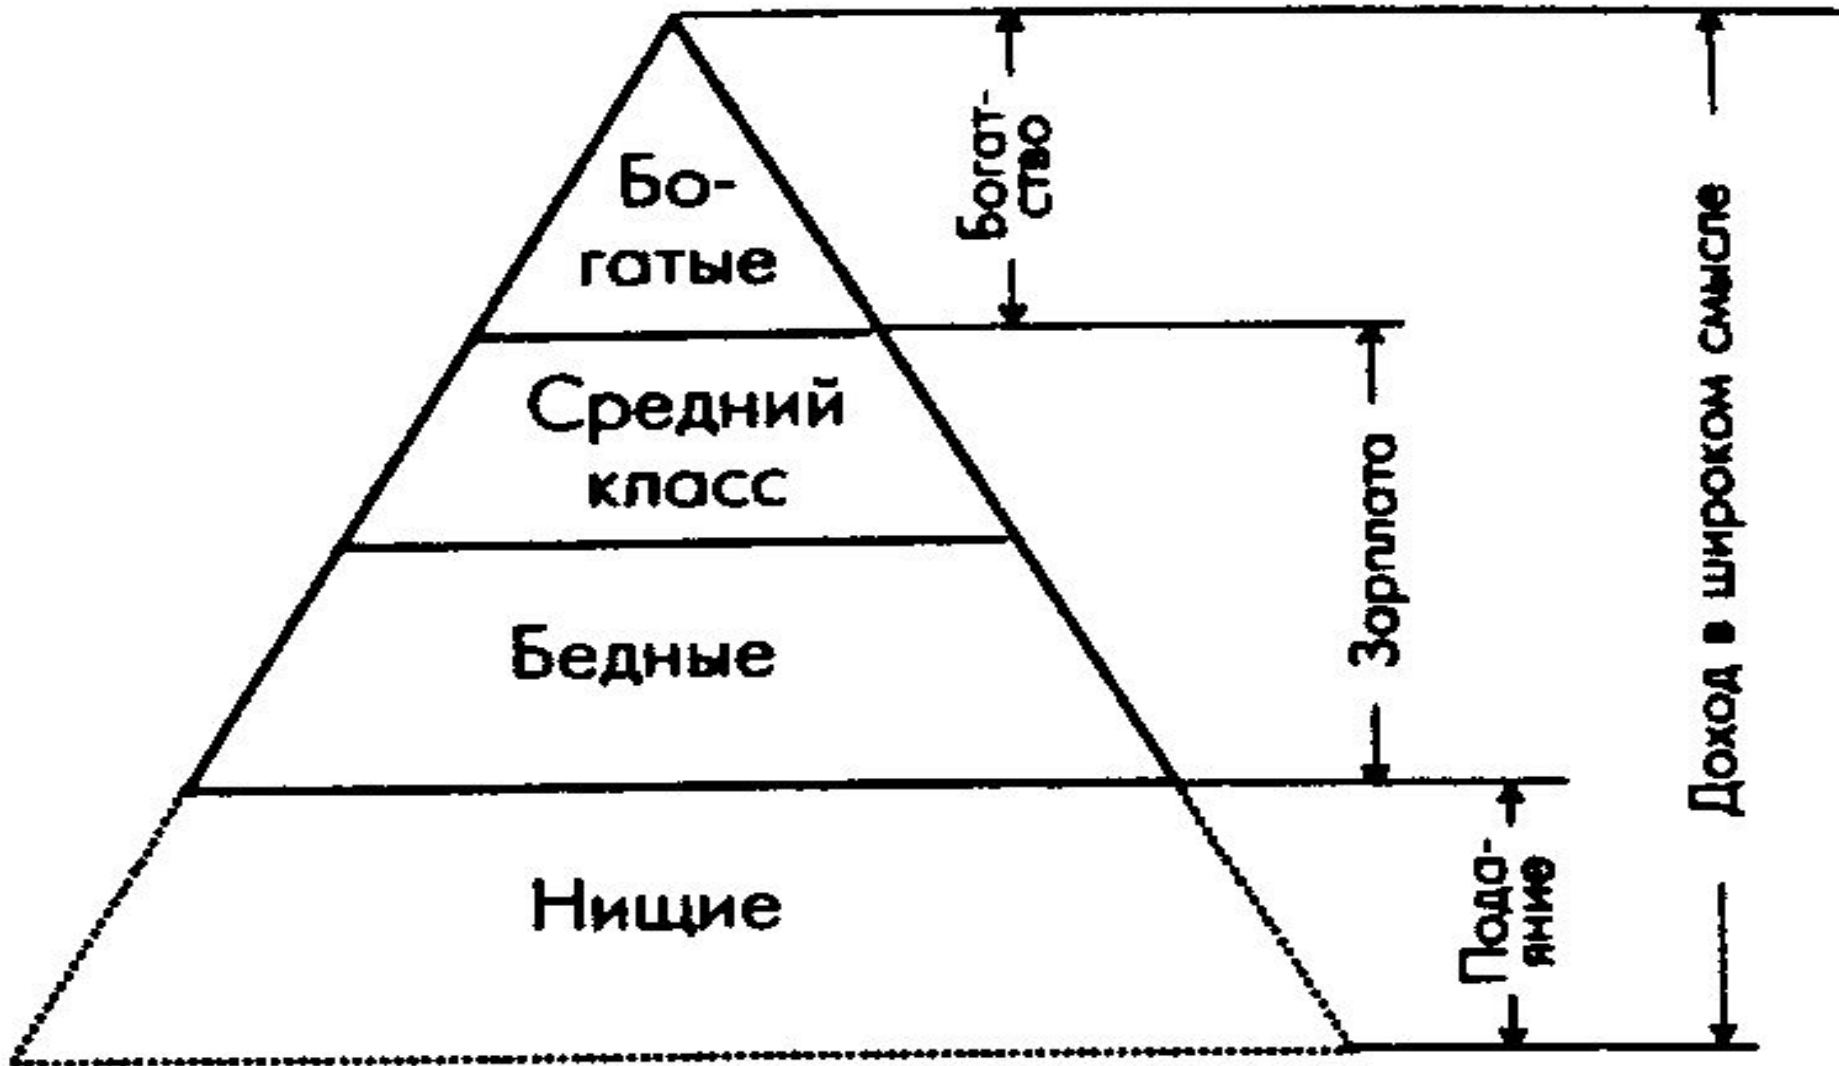 Бо-
гатые
Средний
класс
Бедные
Нищие
Богат-
ство
Зарплата
Пода-
яние
Доход в широком смысле